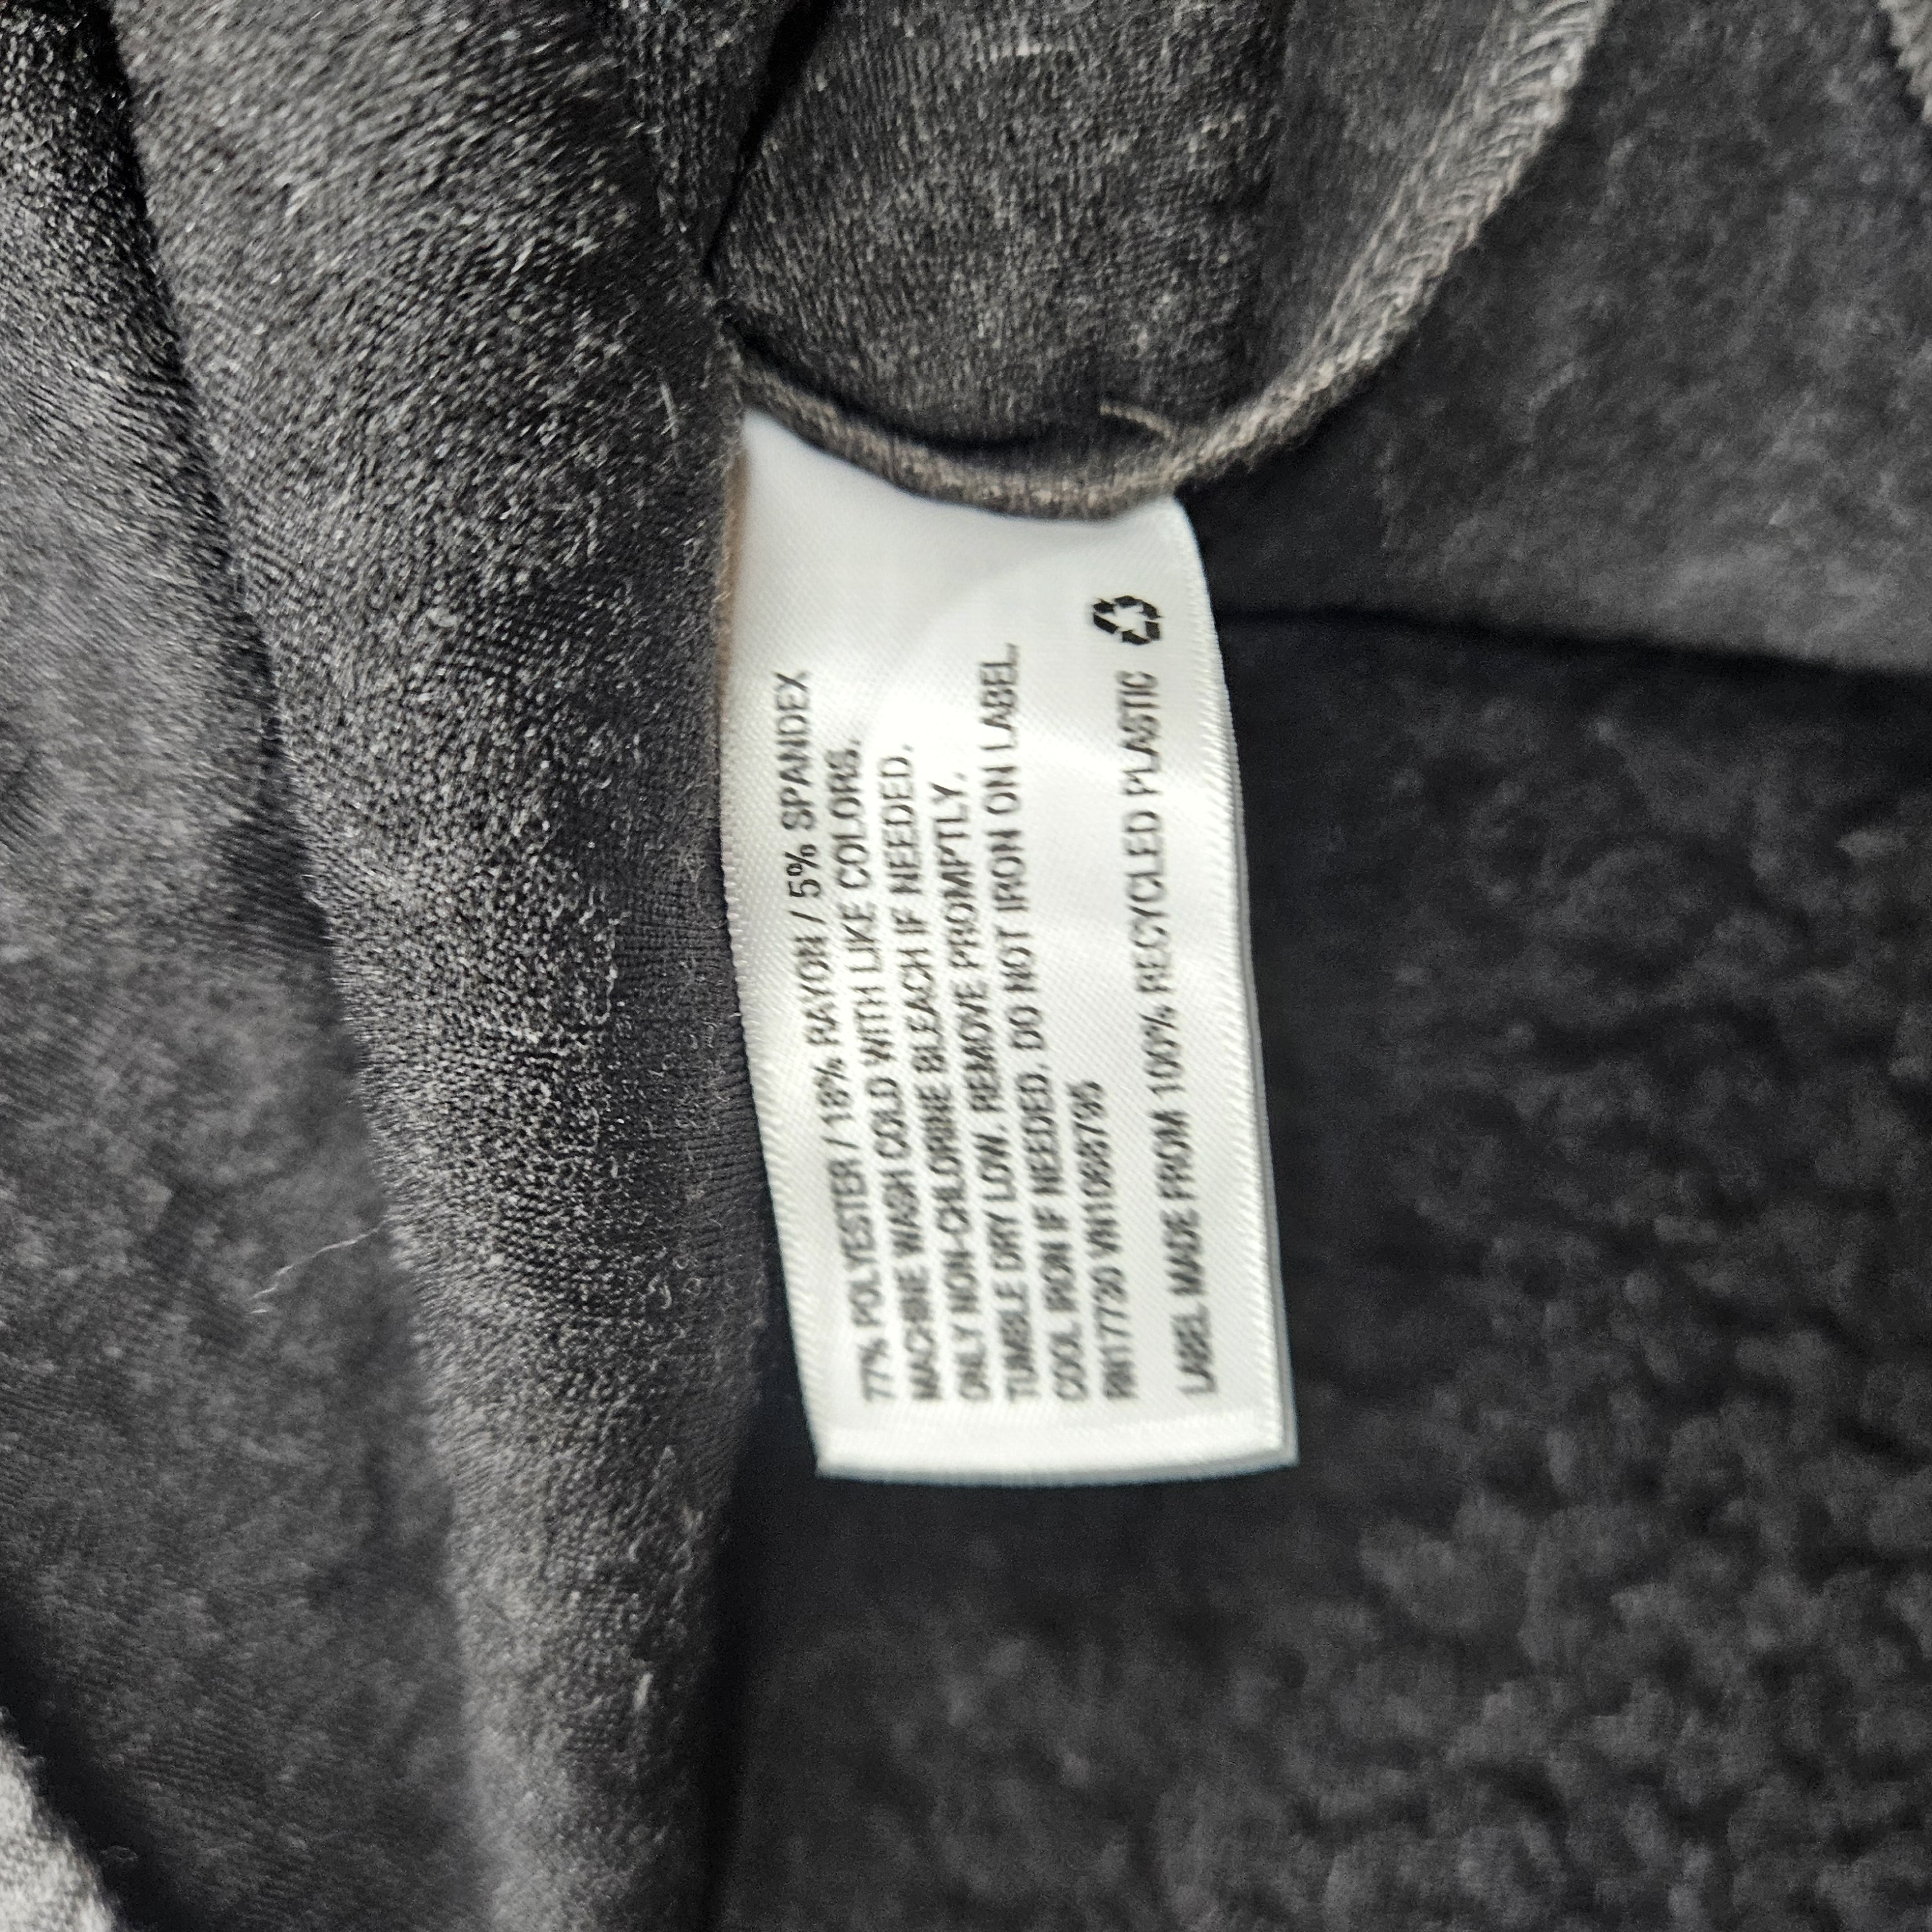 77% POLYESTER / 18% RAYON / 5% SPANDEX
MACHINE WASH COLD WITH LIKE COLORS.
ONLY NON-CHLORINE BLEACH IF NEEDED.
TUMBLE DRY LOW. REMOVE PROMPTLY.
COOL IRON IF NEEDED. DO NOT IRON ON LABEL.
RN17730
LABEL MADE FROM 100% RECYCLED PLASTIC